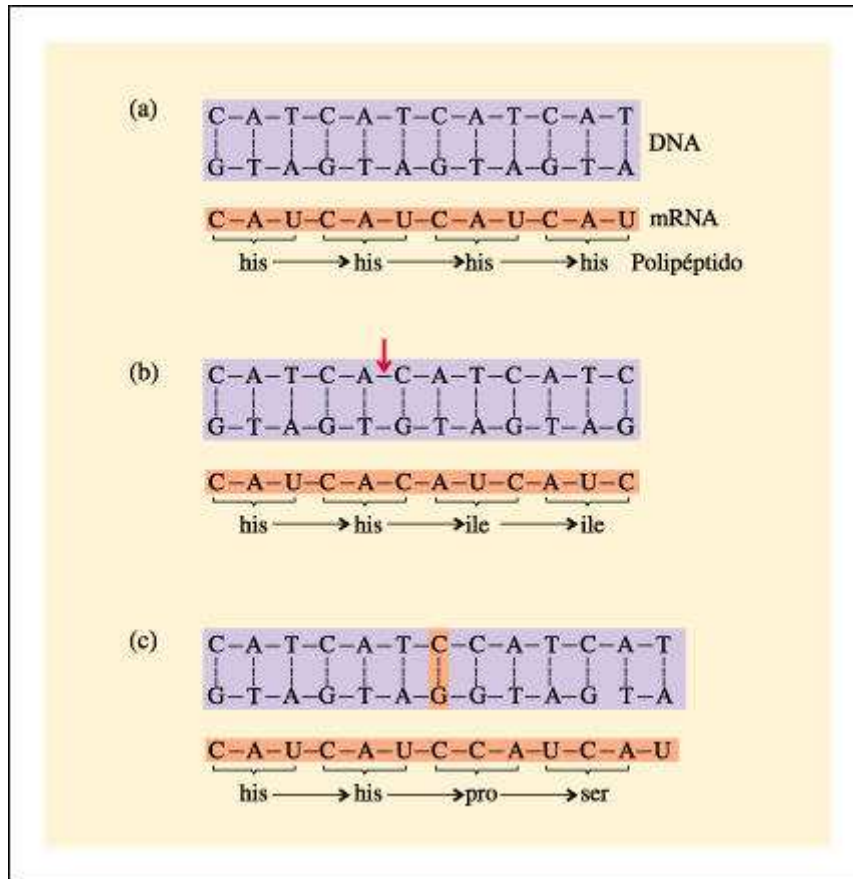 (a)
C-A-T-C-A-T-C-A-T-C-A-T
DNA
G-T-A-G-T-A-G-T-A-G-T-A
C-A-U-C-A-U-C-A-U-C-A-U mRNA
his → his → his → his Polipéptido
(b)
C-A-T-C-A-C-A-T-C-A-T-C
G-T-A-G-T-G-T-A-G-T-A-G
C-A-U-C-A-C-A-U-C-A-U-C
his → his → ile → ile
(c)
C-A-T-C-A-T-C-C-A-T-C-A-T
G-T-A-G-T-A-G-G-T-A-G T-A
C-A-U-C-A-U-C-C-A-U-C-A-U
his → his → pro → ser